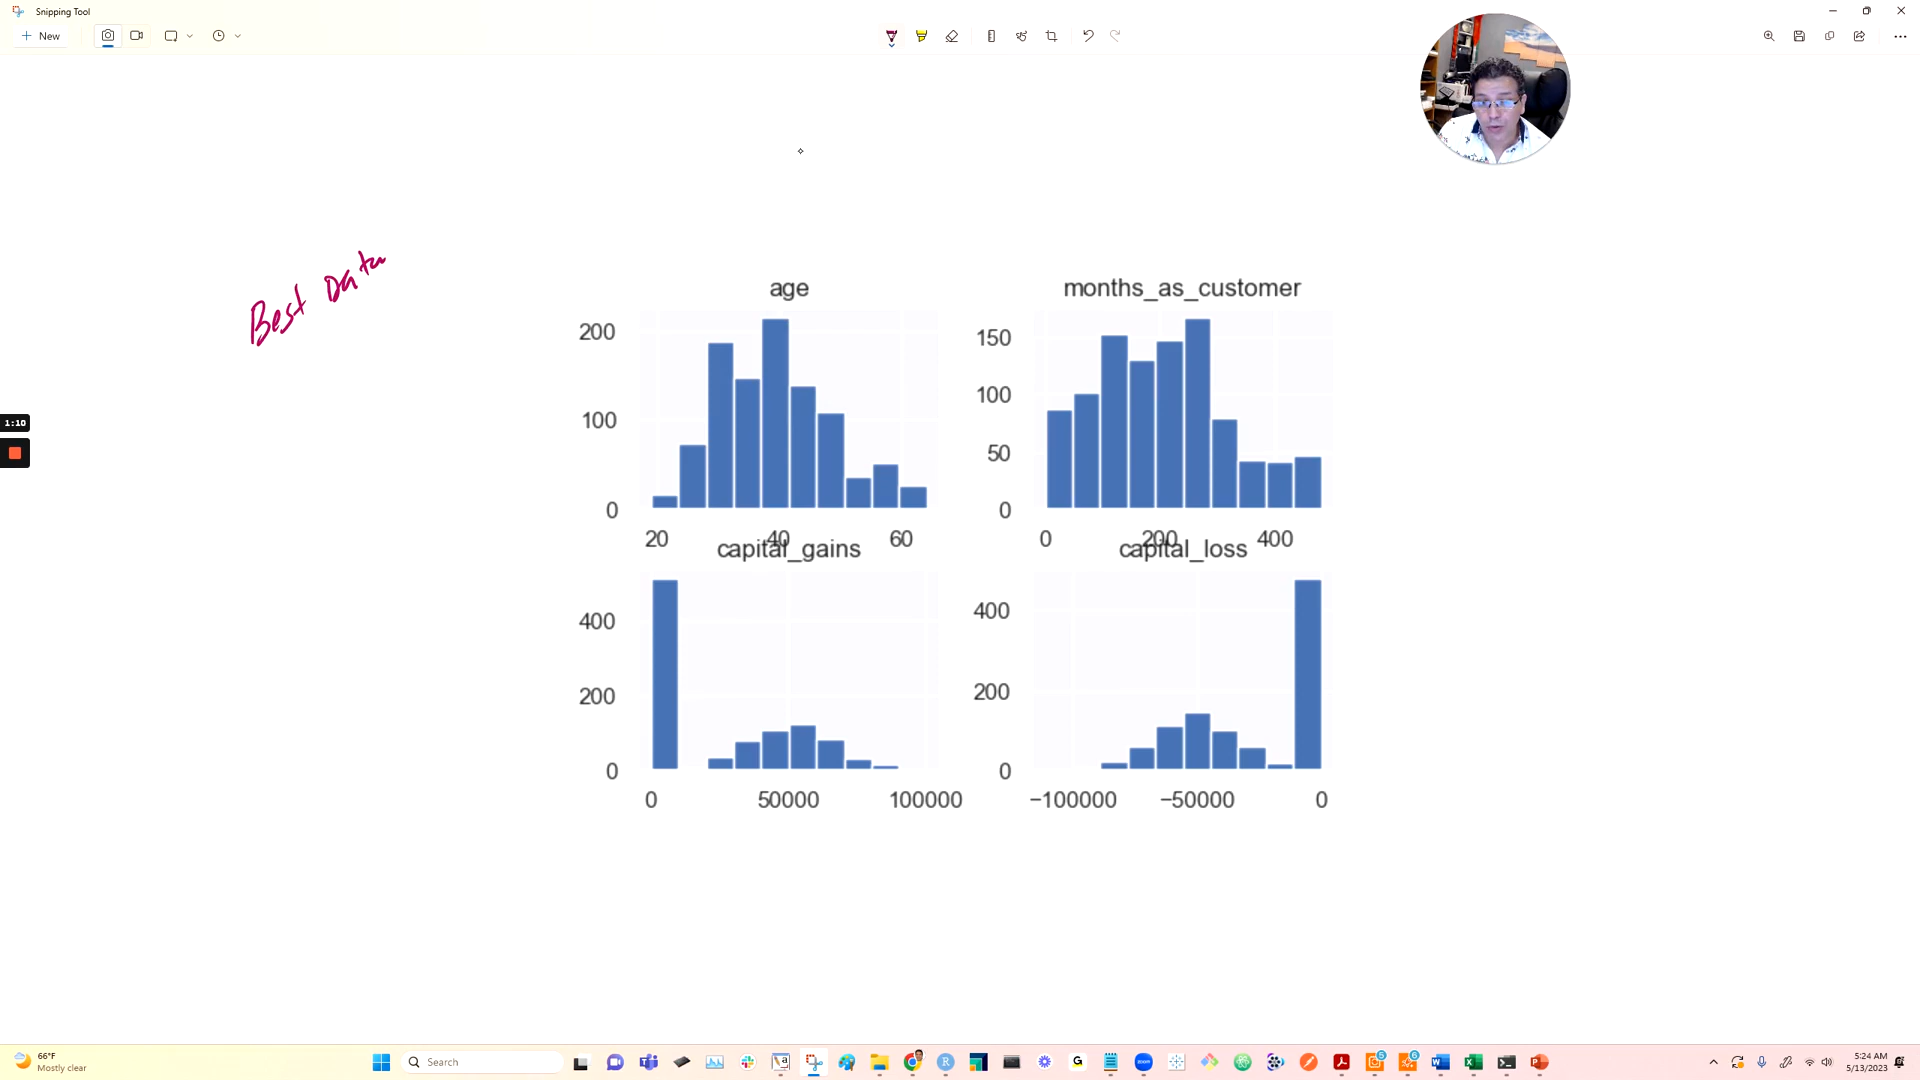 Snipping Tool
New
Best Data
1:10
age
200
100
0
20 40 60
months_as_customer
150
100
50
0
0 200 400
capital_gains
400
200
0
0 50000 100000
capital_loss
400
200
0
−100000 −50000 0
66°F
Mostly clear
Search
5:24 AM
5/13/2023